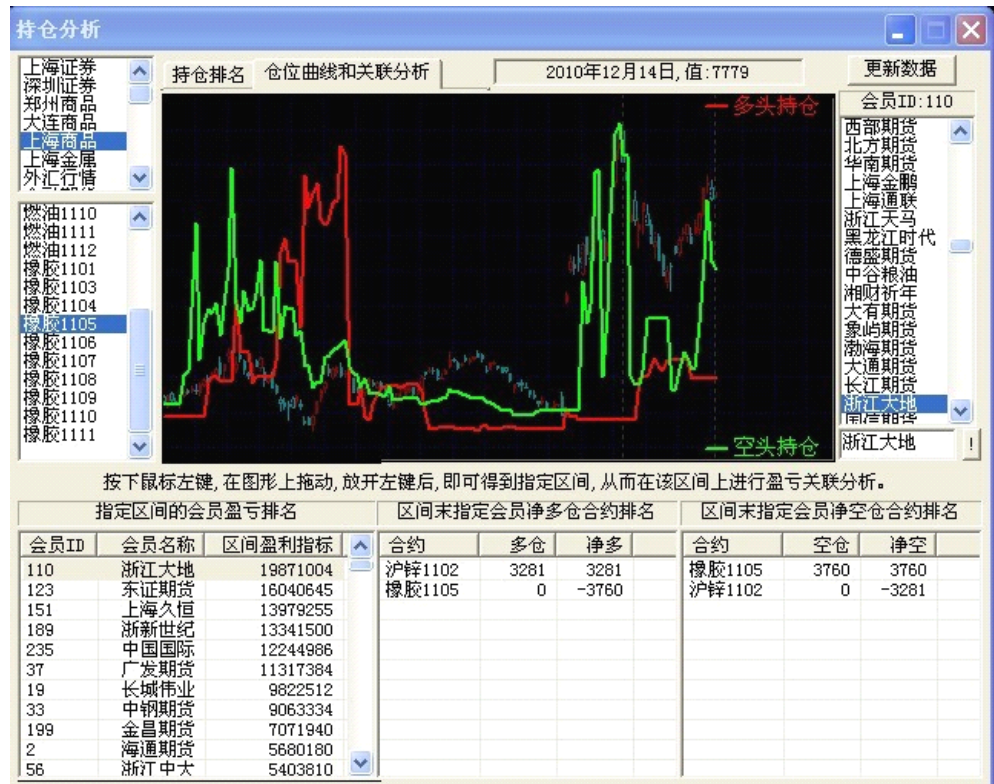 持仓分析
上海证券
深圳证券
郑州商品
大连商品
上海商品
上海金属
外汇行情
持仓排名
仓位曲线和关联分析
2010年12月14日,值:7779
更新数据
多头持仓
空头持仓
会员ID:110
西部期货
北方期货
华南期货
上海金鹏
上海通联
浙江天马
黑龙江时代
德盛期货
中谷粮油
湘财祈年
大有期货
象屿期货
渤海期货
大通期货
长江期货
浙江大地
浙江大地 !
燃油1110
燃油1111
燃油1112
橡胶1101
橡胶1103
橡胶1104
橡胶1105
橡胶1106
橡胶1107
橡胶1108
橡胶1109
橡胶1110
橡胶1111
按下鼠标左键,在图形上拖动,放开左键后,即可得到指定区间,从而在该区间上进行盈亏关联分析。
指定区间的会员盈亏排名
会员ID 会员名称 区间盈利指标
110 浙江大地 19871004
123 东证期货 16040645
151 上海久恒 13979255
189 浙新世纪 13341500
235 中国国际 12244986
37 广发期货 11317384
19 长城伟业 9822512
33 中钢期货 9063334
199 金昌期货 7071940
2 海通期货 5680180
56 浙江中大 5403810
区间末指定会员净多仓合约排名
合约 多仓 净多
沪锌1102 3281 3281
橡胶1105 0 -3760
区间末指定会员净空仓合约排名
合约 空仓 净空
橡胶1105 3760 3760
沪锌1102 0 -3281